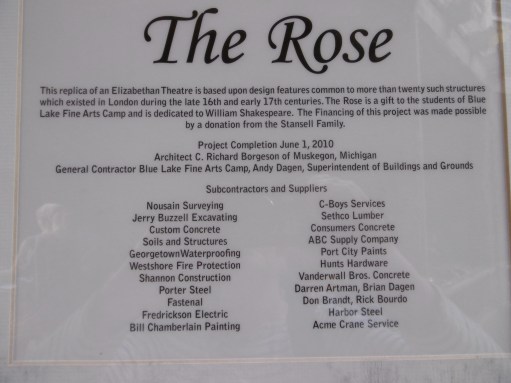 The Rose
This replica of an Elizabethan Theatre is based upon design features common to more than twenty such structures
which existed in London during the late 16th and early 17th centuries. The Rose is a gift to the students of Blue
Lake Fine Arts Camp and is dedicated to William Shakespeare. The Financing of this project was made possible
by a donation from the Stansell Family.
Project Completion June 1, 2010
Architect C. Richard Borgeson of Muskegon, Michigan
General Contractor Blue Lake Fine Arts Camp, Andy Dagen, Superintendent of Buildings and Grounds
Subcontractors and Suppliers
Nousain Surveying
Jerry Buzzell Excavating
Custom Concrete
Soils and Structures
GeorgetownWaterproofing
Westshore Fire Protection
Shannon Construction
Porter Steel
Fastenal
Fredrickson Electric
Bill Chamberlain Painting
C-Boys Services
Sethco Lumber
Consumers Concrete
ABC Supply Company
Port City Paints
Hunts Hardware
Vanderwall Bros. Concrete
Darren Artman, Brian Dagen
Don Brandt, Rick Bourdo
Harbor Steel
Acme Crane Service